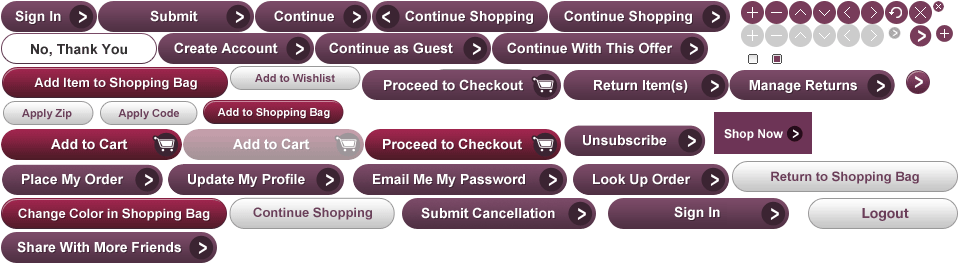 Sign In Submit Continue Continue Shopping Continue Shopping
No, Thank You Create Account Continue as Guest Continue With This Offer
Add Item to Shopping Bag Add to Wishlist Proceed to Checkout Return Item(s) Manage Returns
Apply Zip Apply Code Add to Shopping Bag
Add to Cart Add to Cart Proceed to Checkout Unsubscribe Shop Now
Place My Order Update My Profile Email Me My Password Look Up Order Return to Shopping Bag
Change Color in Shopping Bag Continue Shopping Submit Cancellation Sign In Logout
Share With More Friends